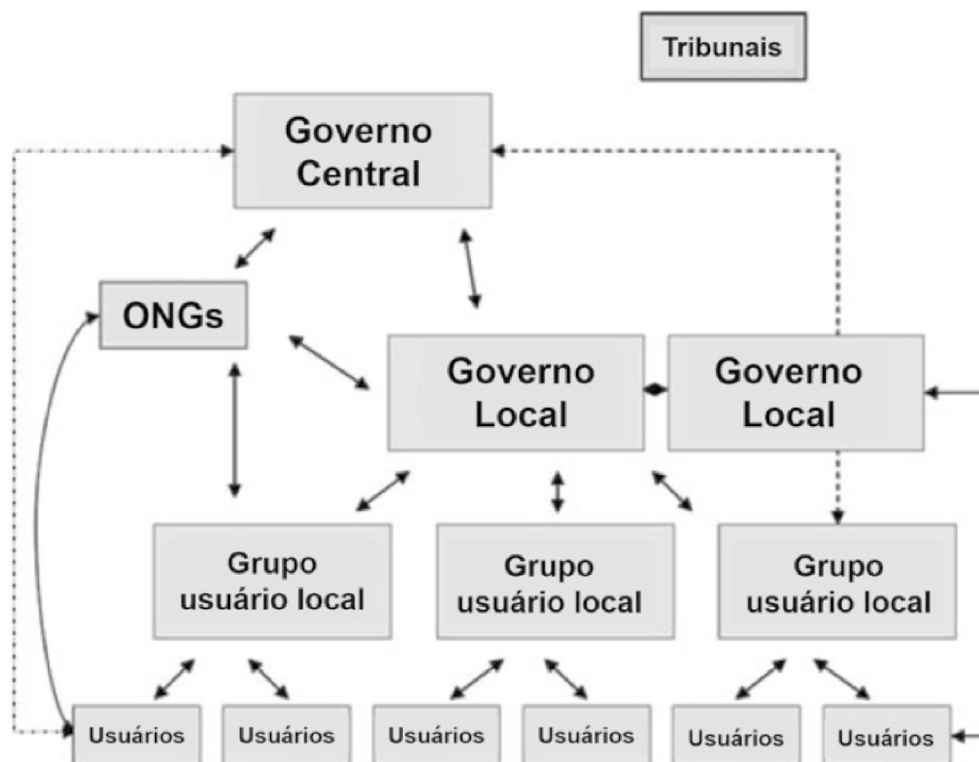 Tribunais
Governo
Central
ONGs
Governo
Local
Governo
Local
Grupo
usuário local
Grupo
usuário local
Grupo
usuário local
Usuários
Usuários
Usuários
Usuários
Usuários
Usuários